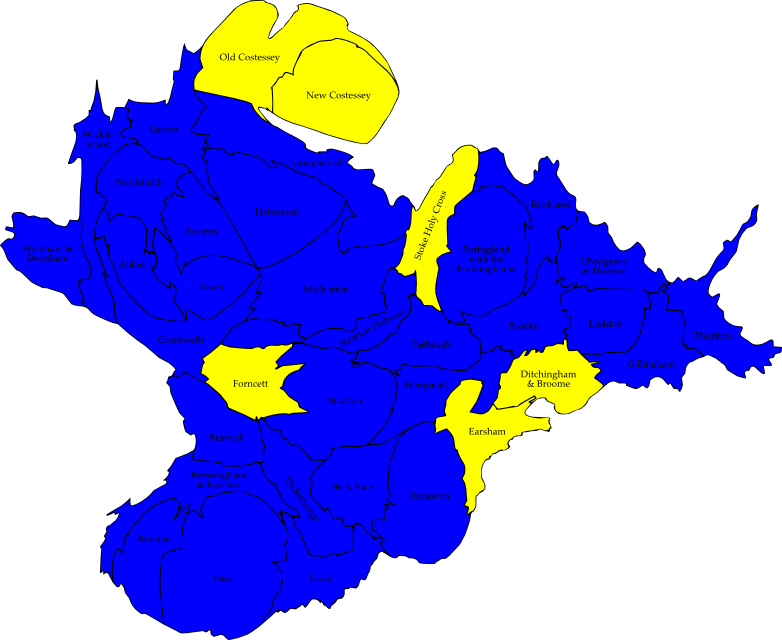 Old Costessey
New Costessey
Wickle-
wood
Easton
Cringleford
Northfields
Hethersett
Rustens
Stoke Holy Cross
Rockland
Hingham &
Deopham
Abbey
Poringland
with the
Framinghams
Chedgrave
& Thurton
Town
Mulbarton
Newton Flotman
Cromwells
Tasburgh
Brooke
Loddon
Thurlton
Gillingham
Forncett
Stratton
Hempnall
Ditchingham
& Broome
Earsham
Bunwell
Bressingham
& Burston
Dickleburgh
Beck Vale
Harleston
Roydon
Diss
Scole